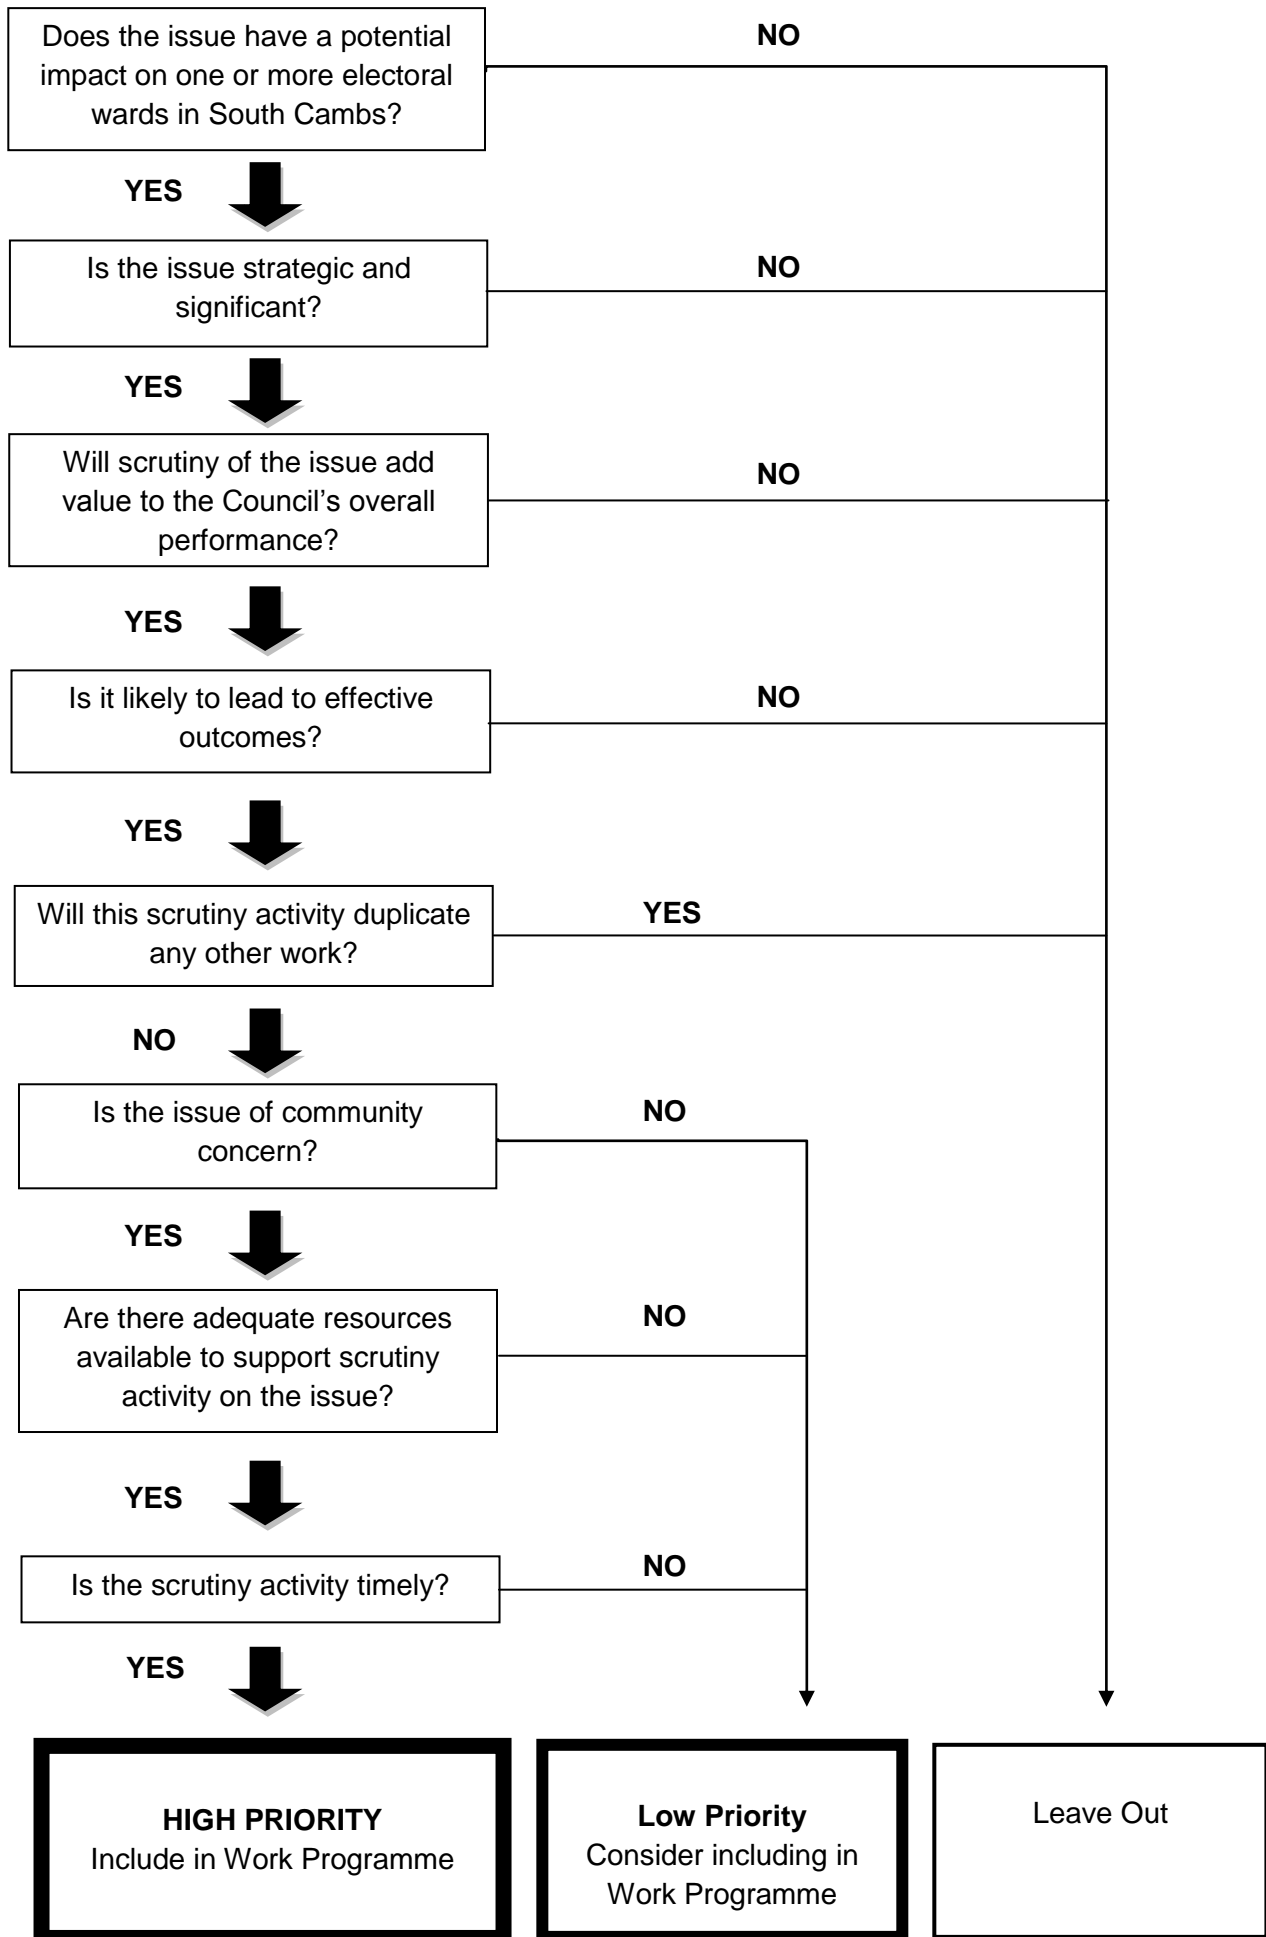 Does the issue have a potential
impact on one or more electoral
wards in South Cambs?
NO
YES
Is the issue strategic and
significant?
NO
YES
Will scrutiny of the issue add
value to the Council’s overall
performance?
NO
YES
Is it likely to lead to effective
outcomes?
NO
YES
Will this scrutiny activity duplicate
any other work?
YES
NO
Is the issue of community
concern?
NO
YES
Are there adequate resources
available to support scrutiny
activity on the issue?
NO
YES
Is the scrutiny activity timely?
NO
YES
HIGH PRIORITY
Include in Work Programme
Low Priority
Consider including in
Work Programme
Leave Out